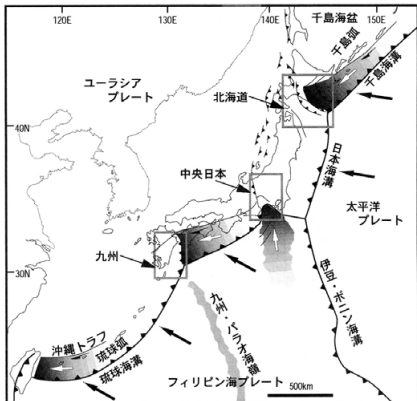 120E
130E
140E
150E
千島海盆
千島弧
千島海溝
ユーラシア
プレート
北海道
40N
日本海溝
中央日本
太平洋
プレート
九州
30N
伊豆・ボニン海溝
九州・パラオ海嶺
沖縄トラフ
琉球弧
琉球海溝
フィリピン海プレート
500km